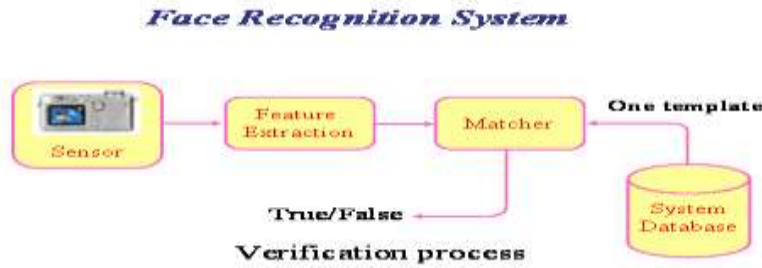 Face Recognition System
Sensor
Feature
Extraction
Matcher
One template
System
Database
True/False
Verification process